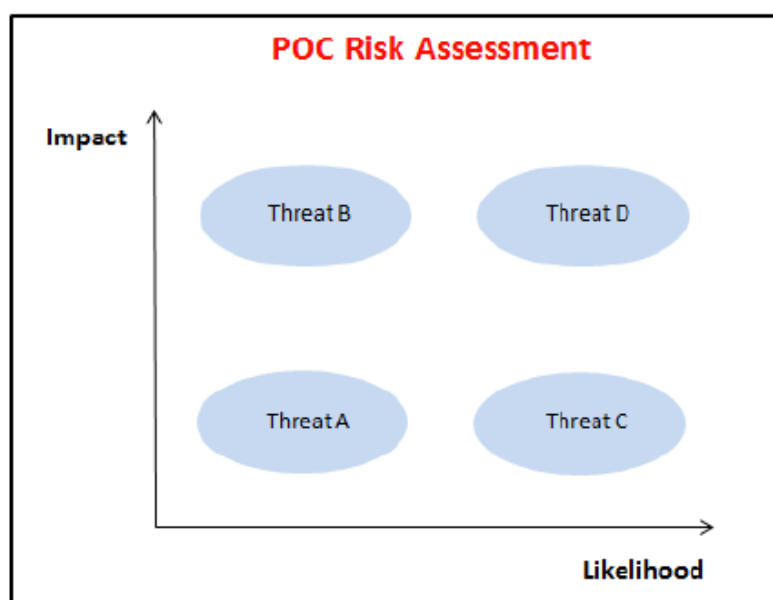 POC Risk Assessment
Impact
Threat B
Threat D
Threat A
Threat C
Likelihood